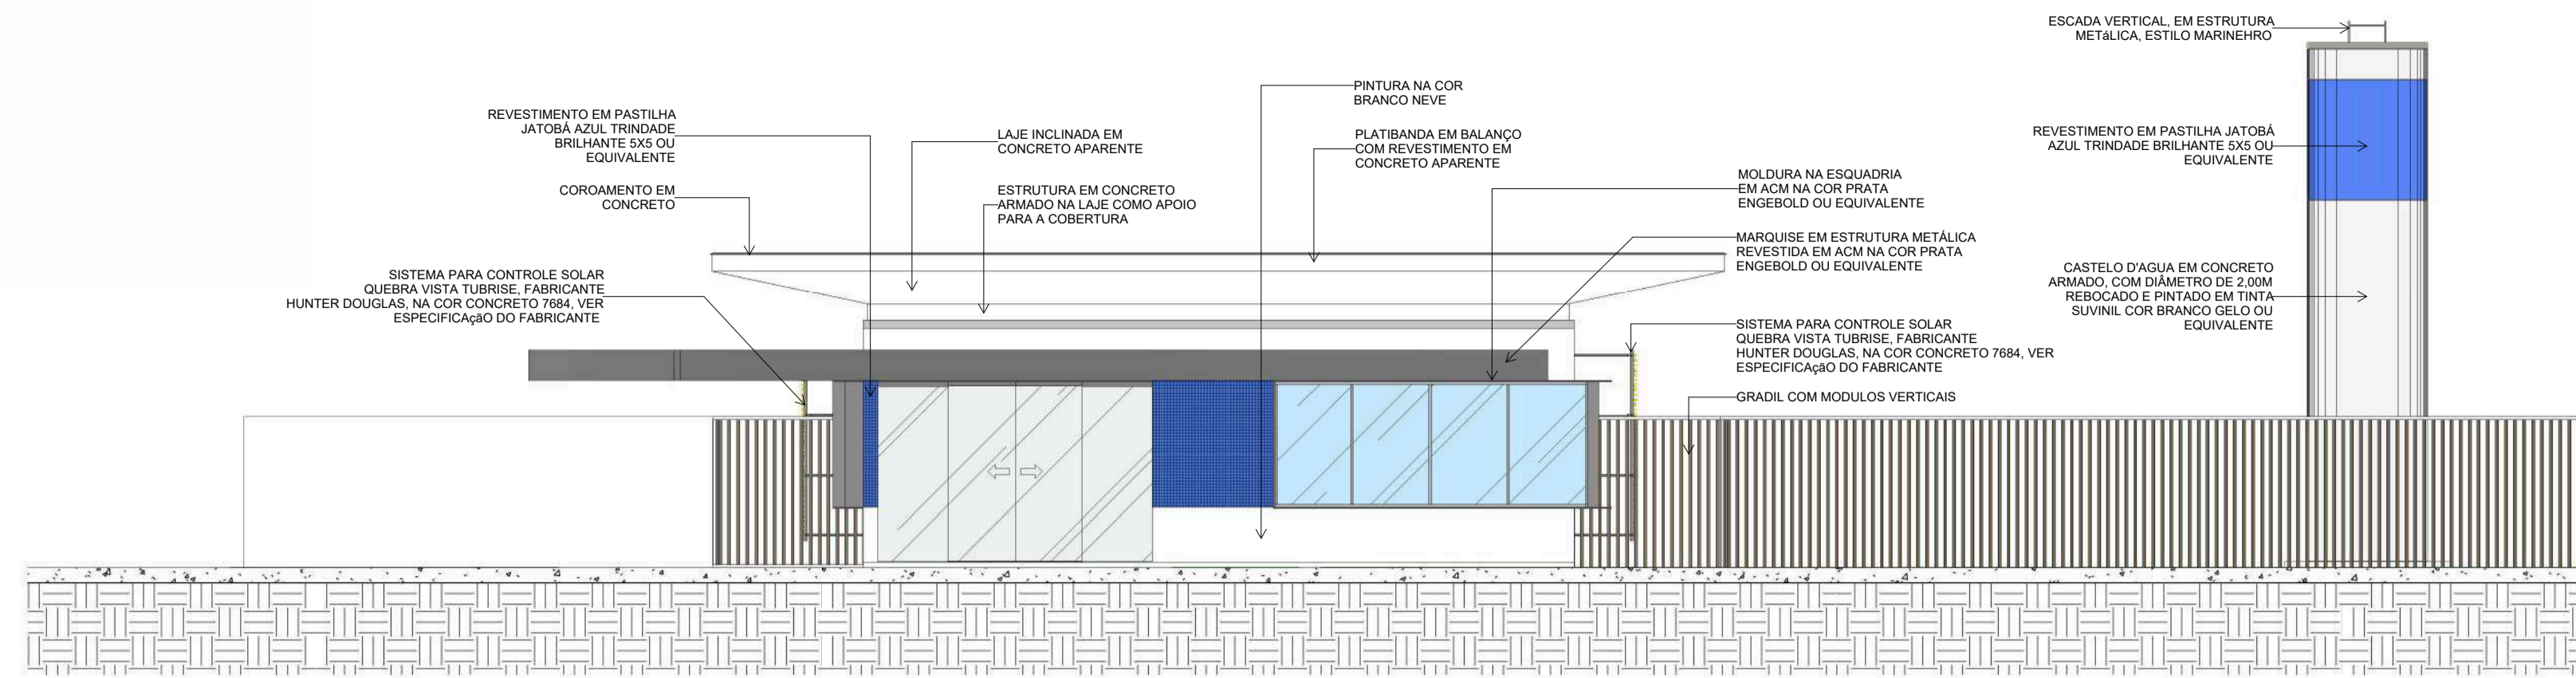 REVESTIMENTO EM PASTILHA
JATOBÁ AZUL TRINDADE
BRILHANTE 5X5 OU
EQUIVALENTE
COROAMENTO EM
CONCRETO
SISTEMA PARA CONTROLE SOLAR
QUEBRA VISTA TUBRISE, FABRICANTE
HUNTER DOUGLAS, NA COR CONCRETO 7684, VER
ESPECIFICAçãO DO FABRICANTE
LAJE INCLINADA EM
CONCRETO APARENTE
ESTRUTURA EM CONCRETO
ARMADO NA LAJE COMO APOIO
PARA A COBERTURA
PINTURA NA COR
BRANCO NEVE
PLATIBANDA EM BALANÇO
COM REVESTIMENTO EM
CONCRETO APARENTE
MOLDURA NA ESQUADRIA
EM ACM NA COR PRATA
ENGEBOLD OU EQUIVALENTE
MARQUISE EM ESTRUTURA METÁLICA
REVESTIDA EM ACM NA COR PRATA
ENGEBOLD OU EQUIVALENTE
SISTEMA PARA CONTROLE SOLAR
QUEBRA VISTA TUBRISE, FABRICANTE
HUNTER DOUGLAS, NA COR CONCRETO 7684, VER
ESPECIFICAçãO DO FABRICANTE
GRADIL COM MODULOS VERTICAIS
ESCADA VERTICAL, EM ESTRUTURA
METáLICA, ESTILO MARINEHRO
REVESTIMENTO EM PASTILHA JATOBÁ
AZUL TRINDADE BRILHANTE 5X5 OU
EQUIVALENTE
CASTELO D'AGUA EM CONCRETO
ARMADO, COM DIÂMETRO DE 2,00M
REBOCADO E PINTADO EM TINTA
SUVINIL COR BRANCO GELO OU
EQUIVALENTE